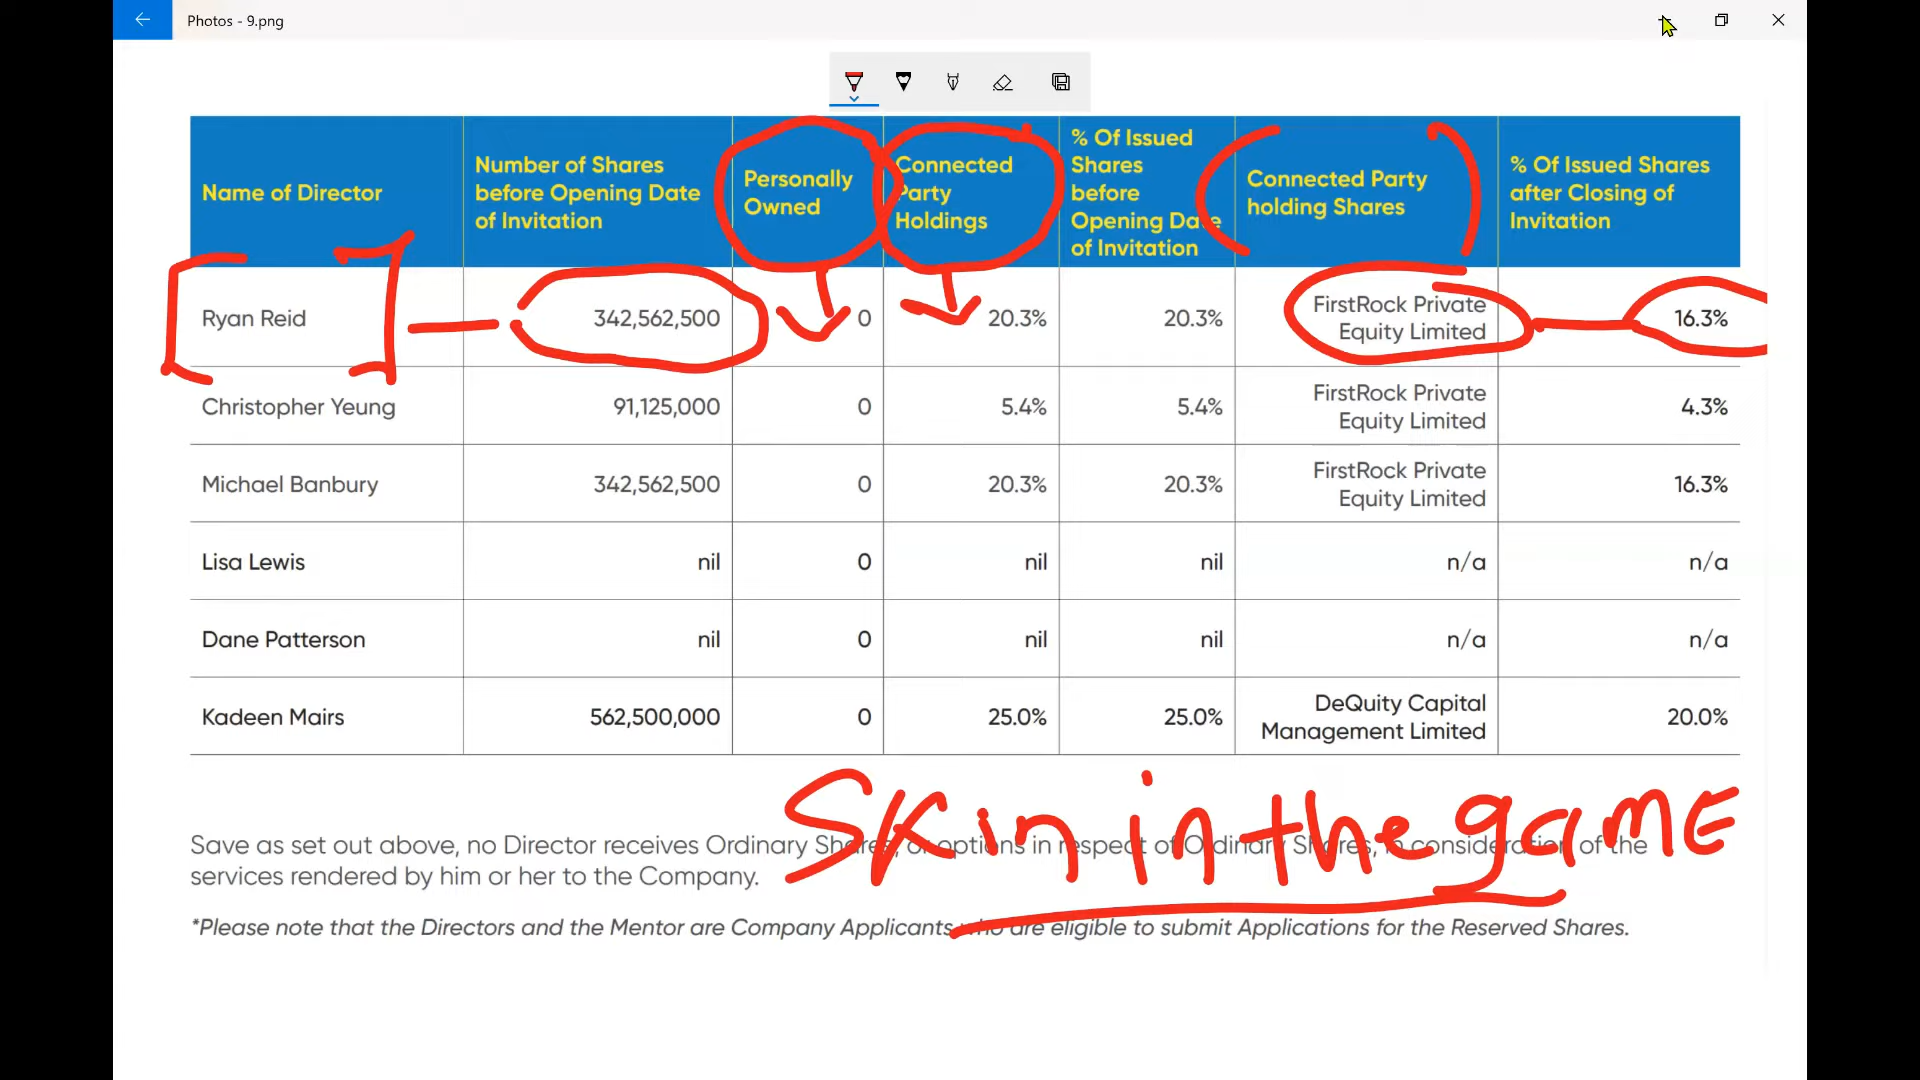 Photos - 9.png
Name of Director
Number of Shares
before Opening Date
of Invitation
Personally
Owned
Connected
Party
Holdings
% Of Issued
Shares
before
Opening Date
of Invitation
Connected Party
holding Shares
% Of Issued Shares
after Closing of
Invitation
Ryan Reid
342,562,500
0
20.3%
20.3%
FirstRock Private
Equity Limited
16.3%
Christopher Yeung
91,125,000
0
5.4%
5.4%
FirstRock Private
Equity Limited
4.3%
Michael Banbury
342,562,500
0
20.3%
20.3%
FirstRock Private
Equity Limited
16.3%
Lisa Lewis
nil
0
nil
nil
n/a
n/a
Dane Patterson
nil
0
nil
nil
n/a
n/a
Kadeen Mairs
562,500,000
0
25.0%
25.0%
DeQuity Capital
Management Limited
20.0%
Skin in the game
Save as set out above, no Director receives Ordinary Shares, or options in respect of Ordinary Shares, in consideration of the
services rendered by him or her to the Company.
*Please note that the Directors and the Mentor are Company Applicants who are eligible to submit Applications for the Reserved Shares.